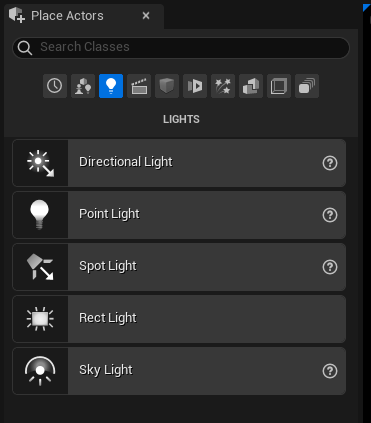 Place Actors
Search Classes
LIGHTS
Directional Light
Point Light
Spot Light
Rect Light
Sky Light